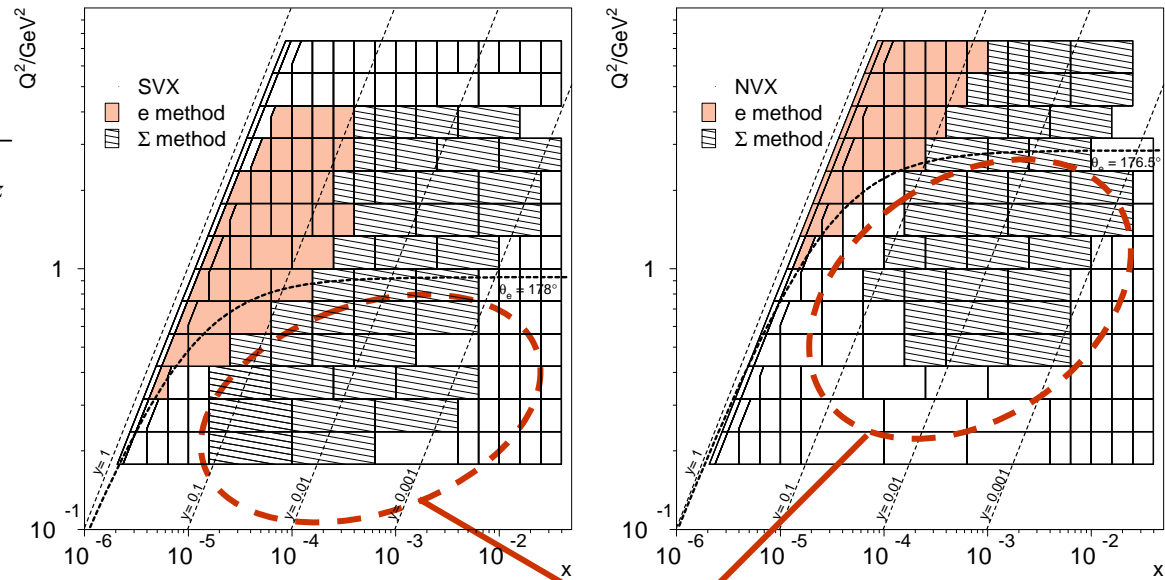 Q²/GeV²
SVX
e method
Σ method
1
θₑ = 178°
y= 1
y= 0.1
y= 0.01
y= 0.001
10⁻¹
10⁻⁶ 10⁻⁵ 10⁻⁴ 10⁻³ 10⁻²
x
Q²/GeV²
NVX
e method
Σ method
θₑ = 176.5°
1
y= 1
y= 0.1
y= 0.01
y= 0.001
10⁻¹
10⁻⁶ 10⁻⁵ 10⁻⁴ 10⁻³ 10⁻²
x